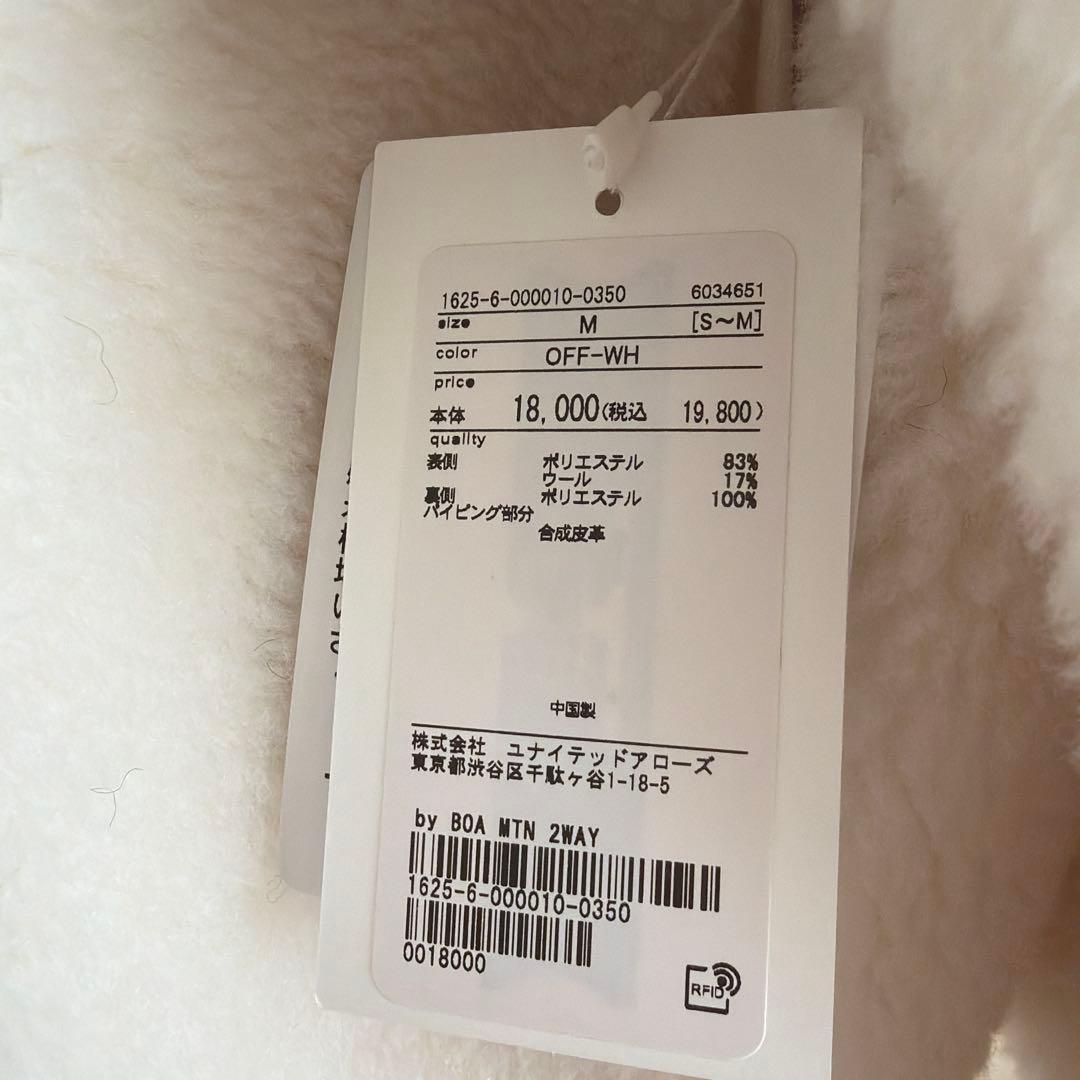 1625-6-000010-0350 6034651
size M [S～M]
color OFF-WH
price
本体 18,000(税込 19,800)
quality
表側 ポリエステル 83%
ウール 17%
裏側 ポリエステル 100%
パイピング部分
合成皮革
中国製
株式会社 ユナイテッドアローズ
東京都渋谷区千駄ヶ谷1-18-5
by BOA MTN 2WAY
1625-6-000010-0350
0018000
RFID